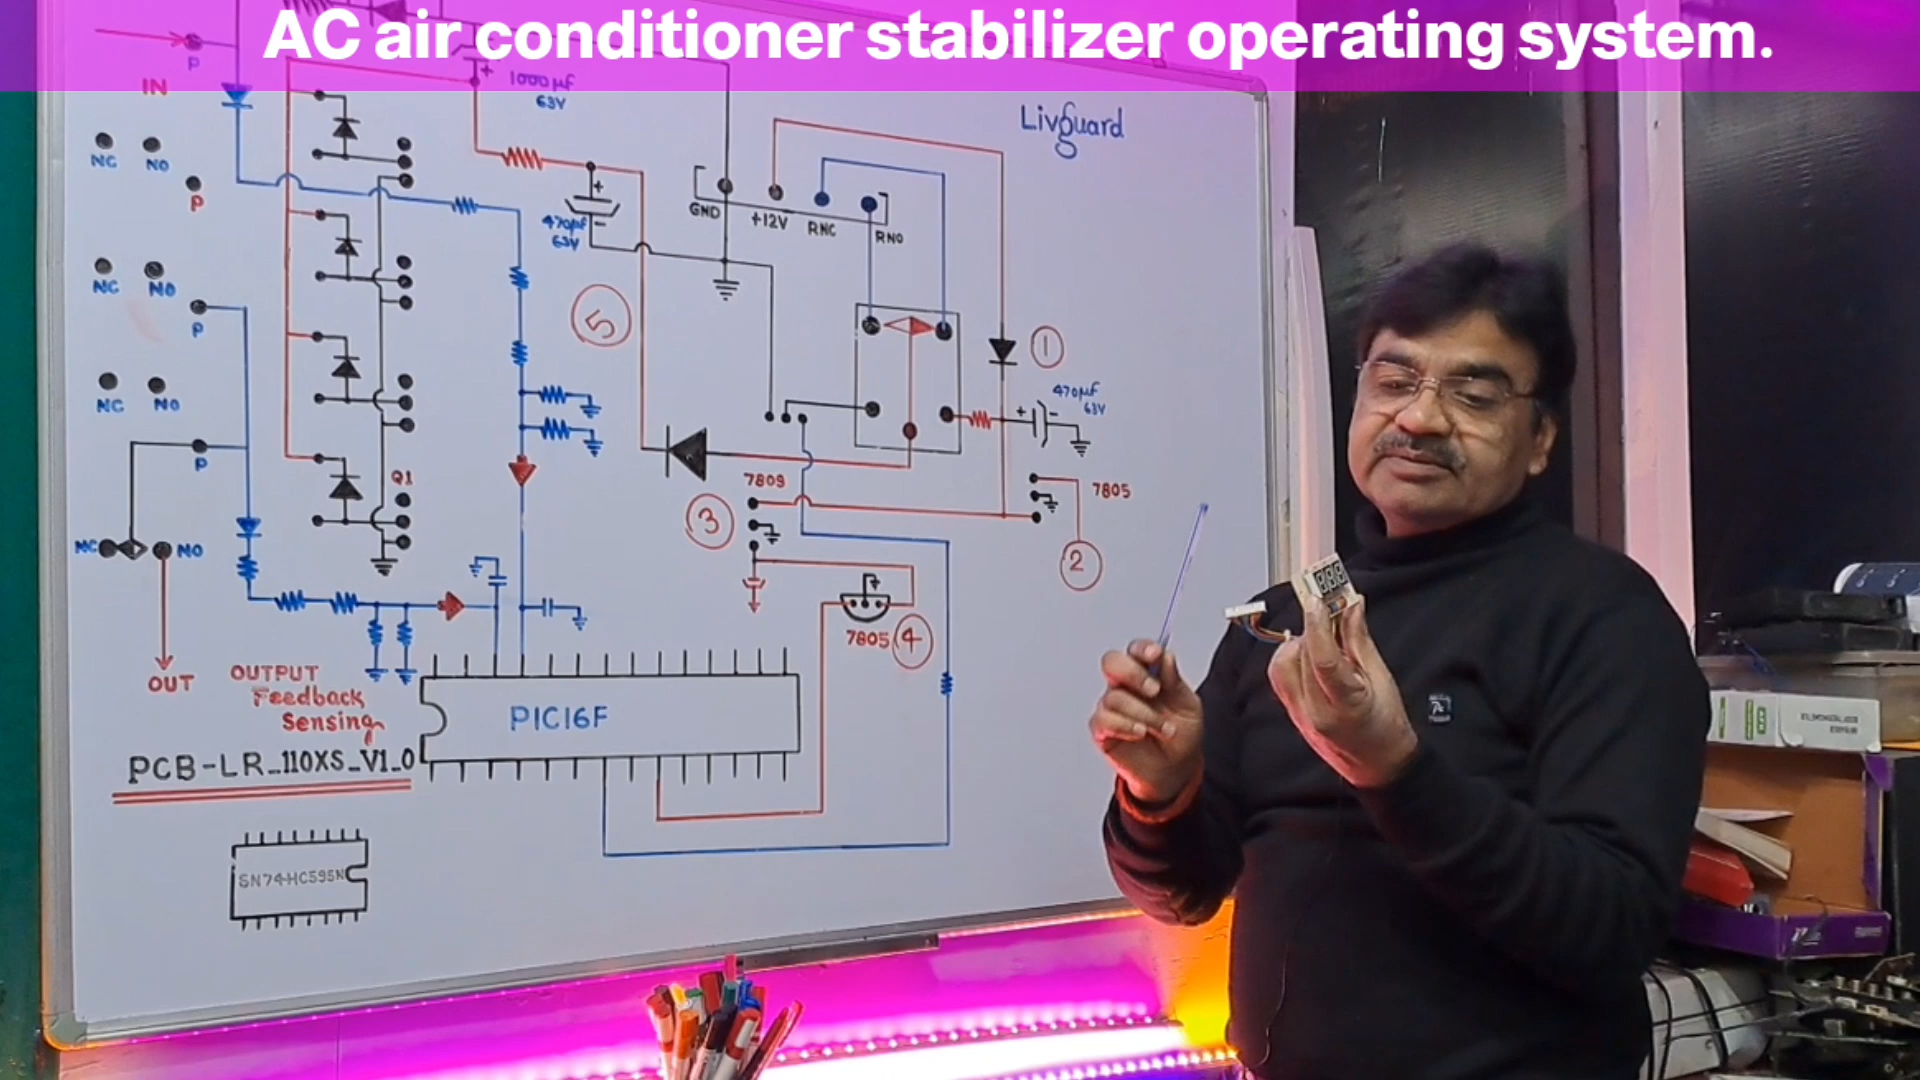 AC air conditioner stabilizer operating system.
P
IN
1000µf
63V
Livguard
NC NO
P
GND +12V RNC RNO
470µf
63V
NC NO
P
5
1
470µF
63V
NC NO
P
Q1
7809
3
7805
2
NC NO
7805 4
OUT
OUTPUT
Feedback
Sensing
PIC16F
PCB-LR_110XS_V1_0
SN74HC595N